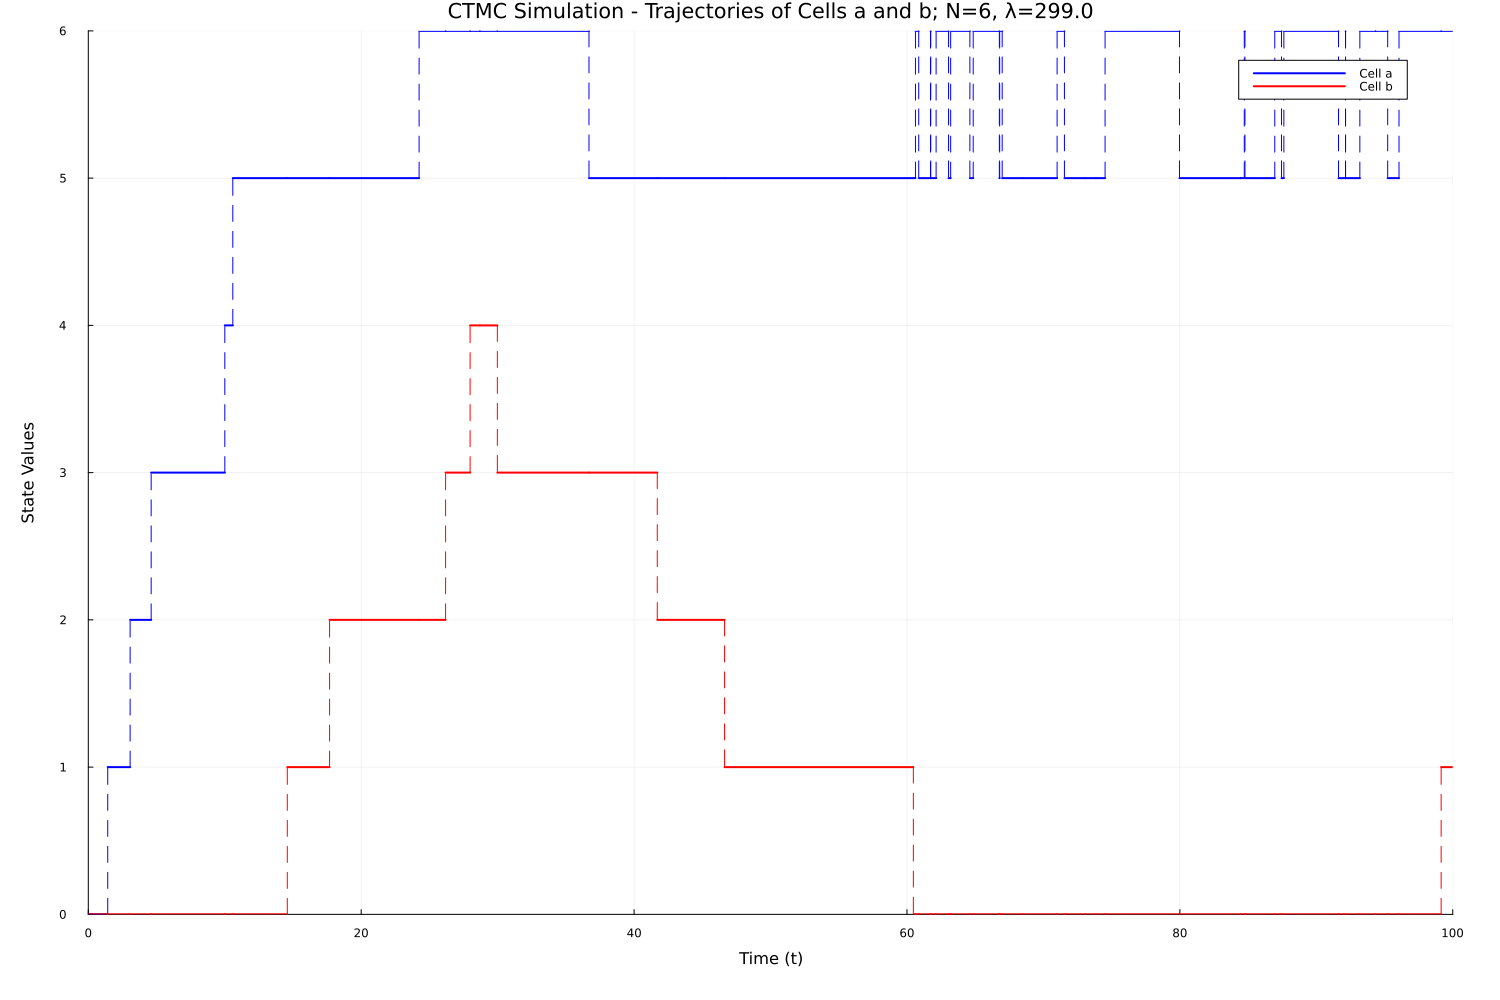 CTMC Simulation - Trajectories of Cells a and b; N=6, λ=299.0
6
Cell a
Cell b
5
4
3
State Values
2
1
0
0 20 40 60 80 100
Time (t)